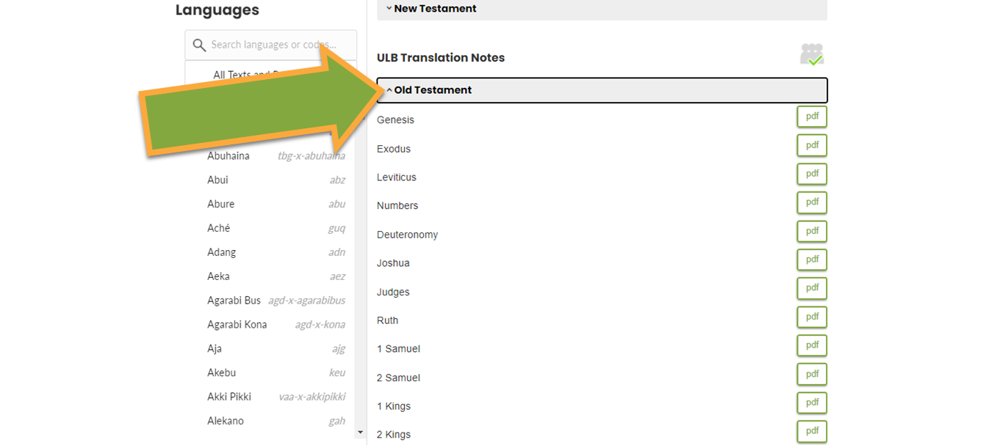 Languages
Search languages or codes...
All Texts and
Abuhaina tbg-x-abuhaina
Abui abz
Abure abu
Aché guq
Adang adn
Aeka aez
Agarabi Bus agd-x-agarabibus
Agarabi Kona agd-x-kona
Aja ajg
Akebu keu
Akki Pikki vaa-x-akkipikki
Alekano gah
New Testament
ULB Translation Notes
Old Testament
Genesis pdf
Exodus pdf
Leviticus pdf
Numbers pdf
Deuteronomy pdf
Joshua pdf
Judges pdf
Ruth pdf
1 Samuel pdf
2 Samuel pdf
1 Kings pdf
2 Kings pdf